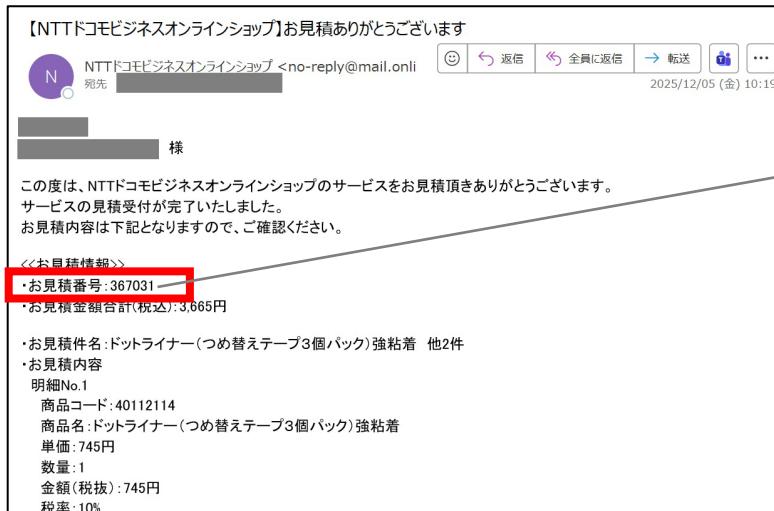 【NTTドコモビジネスオンラインショップ】お見積ありがとうございます
N
NTTドコモビジネスオンラインショップ <no-reply@mail.onli
返信
全員に返信
転送
宛先
2025/12/05 (金) 10:19
様
この度は、NTTドコモビジネスオンラインショップのサービスをお見積頂きありがとうございます。
サービスの見積受付が完了いたしました。
お見積内容は下記となりますので、ご確認ください。
<<お見積情報>>
・お見積番号:367031
・お見積金額合計(税込):3,665円
・お見積件名:ドットライナー(つめ替えテープ3個パック)強粘着 他2件
・お見積内容
明細No.1
商品コード:40112114
商品名:ドットライナー(つめ替えテープ3個パック)強粘着
単価:745円
数量:1
金額(税抜):745円
税率:10%